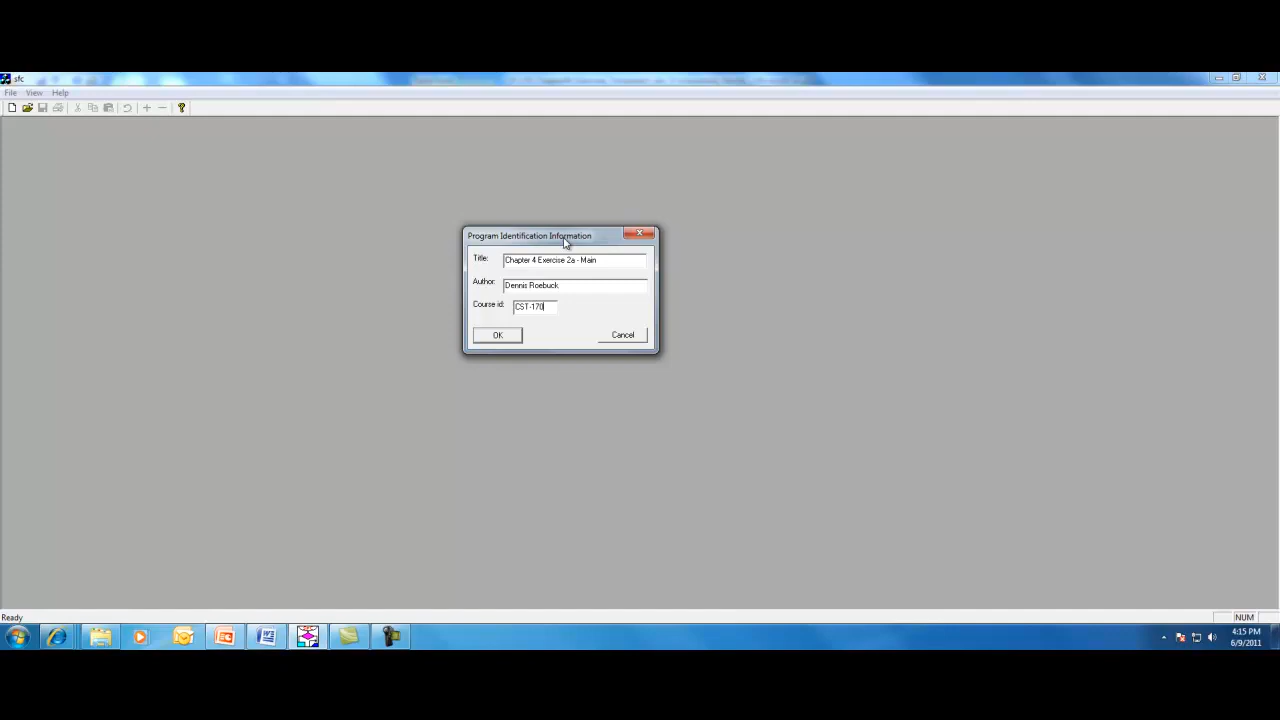 sfc
File View Help
Program Identification Information
Title: Chapter 4 Exercise 2a - Main
Author: Dennis Roebuck
Course id: CST-170
OK Cancel
Ready NUM
4:15 PM
6/9/2011